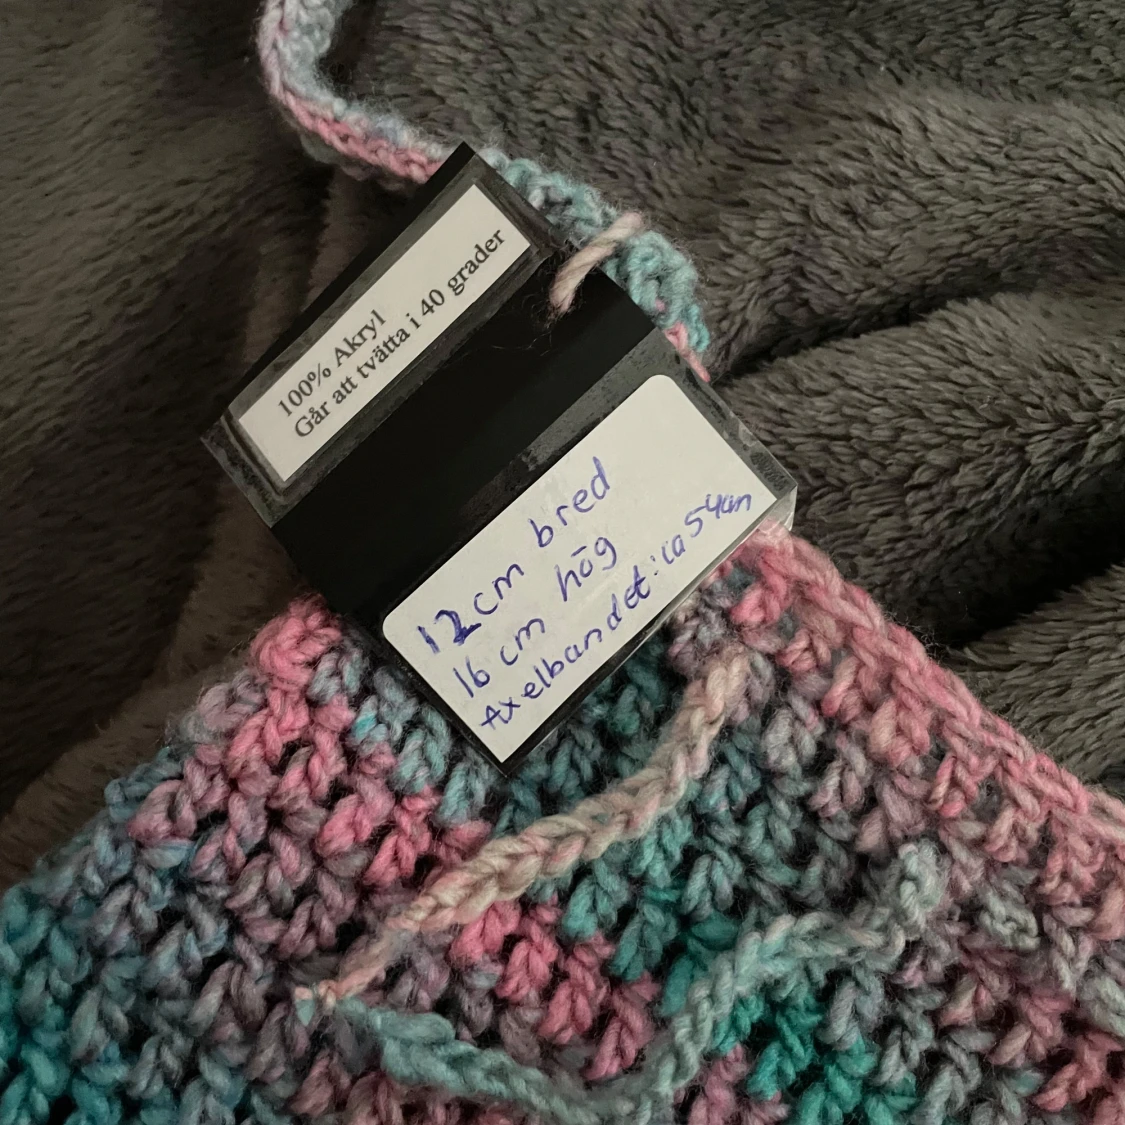 100% Akryl
Går att tvätta i 40 grader
12cm bred
16 cm hög
Axelbandet: ca 54cm